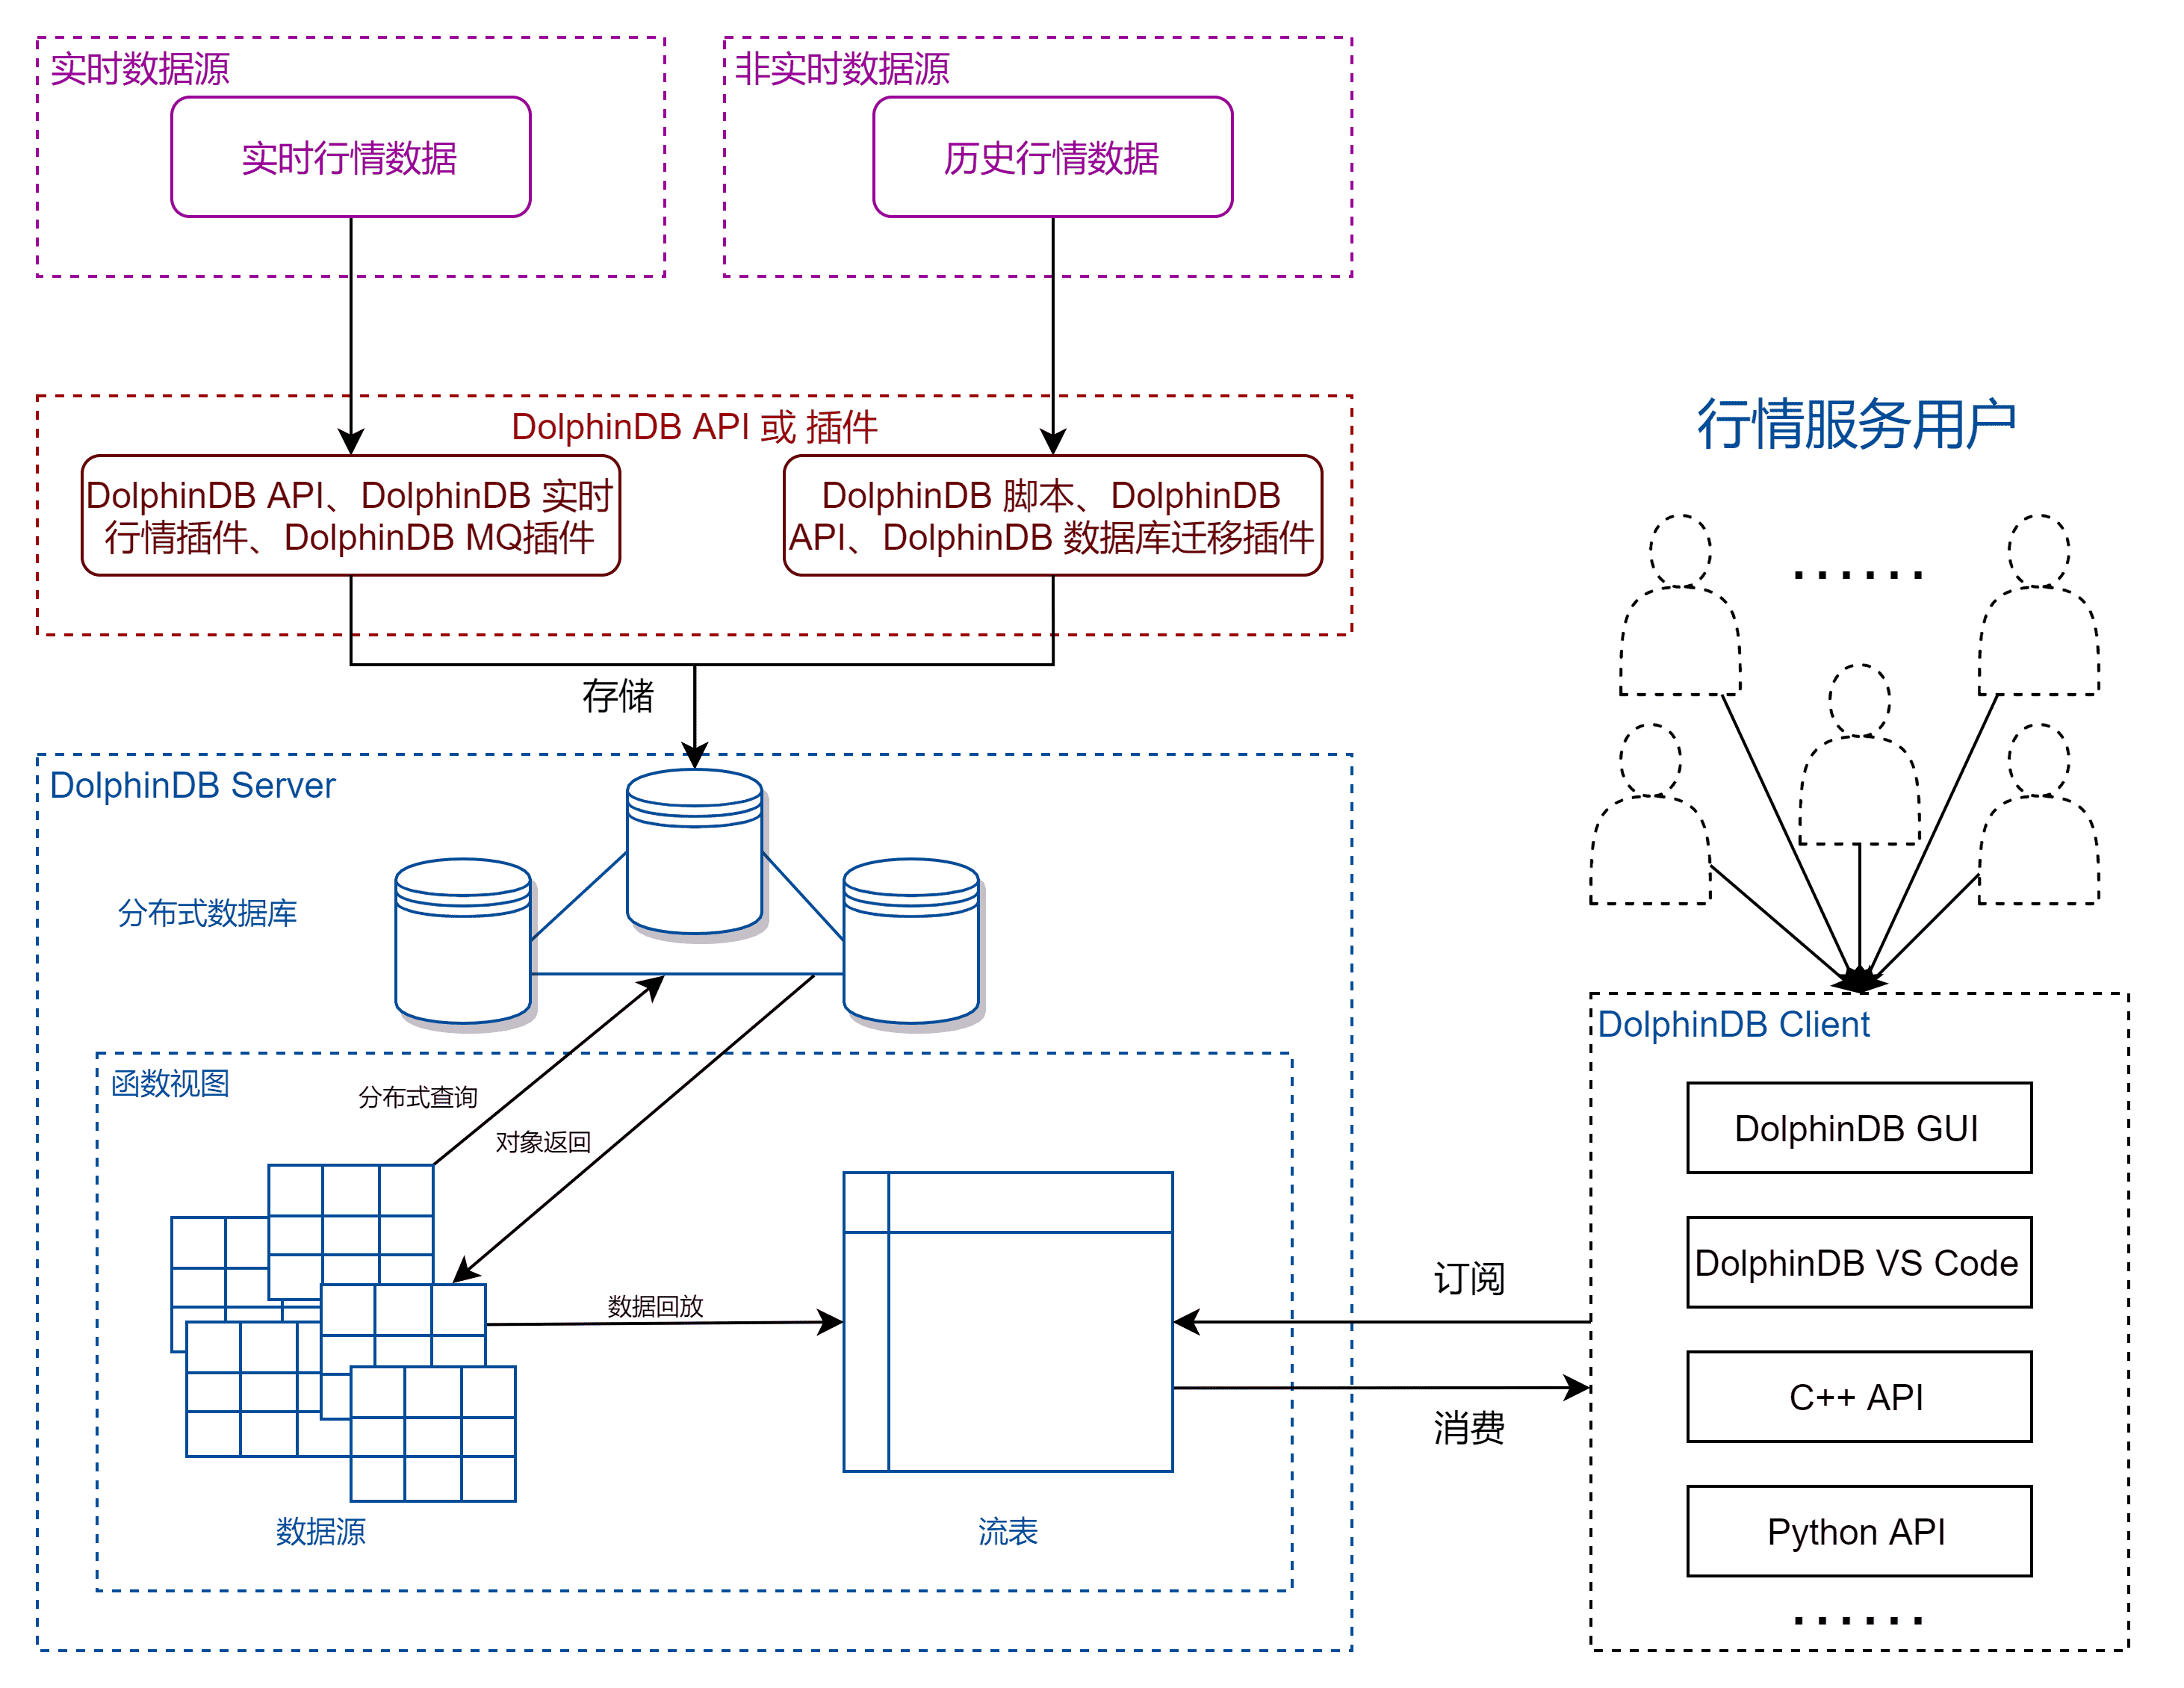 实时数据源
实时行情数据
非实时数据源
历史行情数据
DolphinDB API 或 插件
DolphinDB API、DolphinDB 实时
行情插件、DolphinDB MQ插件
DolphinDB 脚本、DolphinDB
API、DolphinDB 数据库迁移插件
存储
DolphinDB Server
分布式数据库
函数视图
分布式查询
对象返回
数据回放
数据源
流表
订阅
消费
行情服务用户
......
DolphinDB Client
DolphinDB GUI
DolphinDB VS Code
C++ API
Python API
......